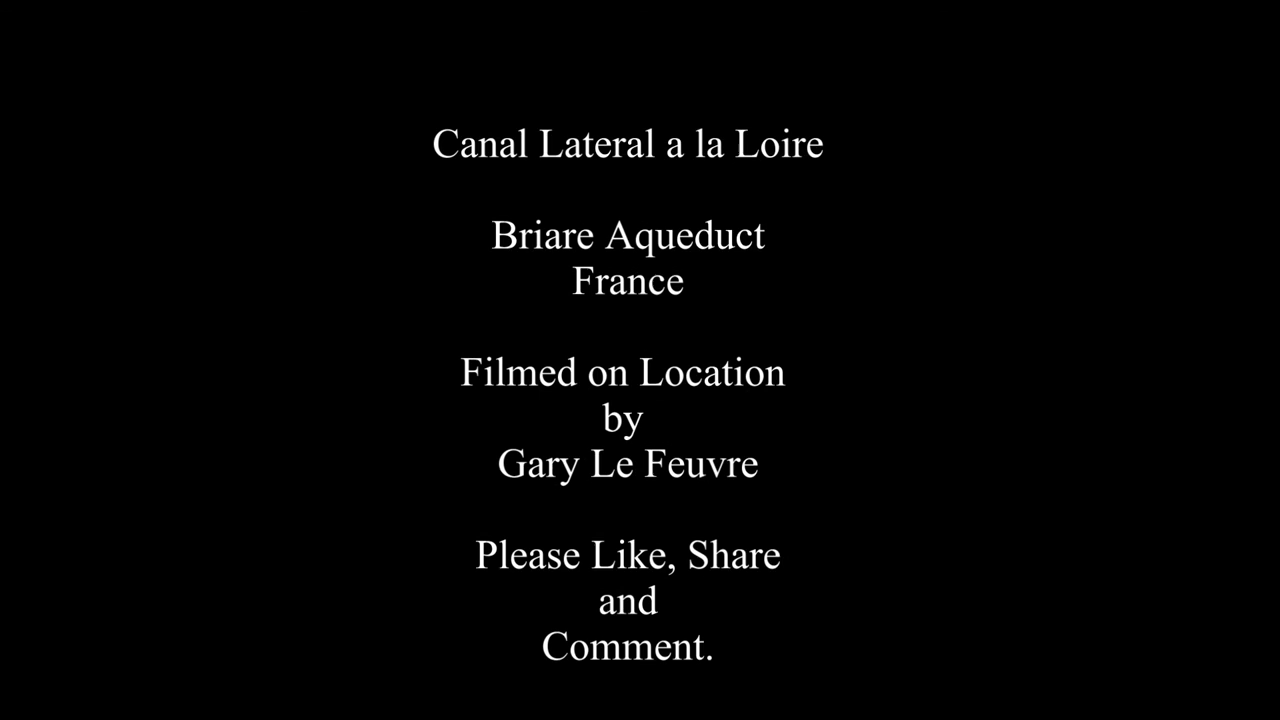 Canal Lateral a la Loire
Briare Aqueduct
France
Filmed on Location
by
Gary Le Feuvre
Please Like, Share
and
Comment.